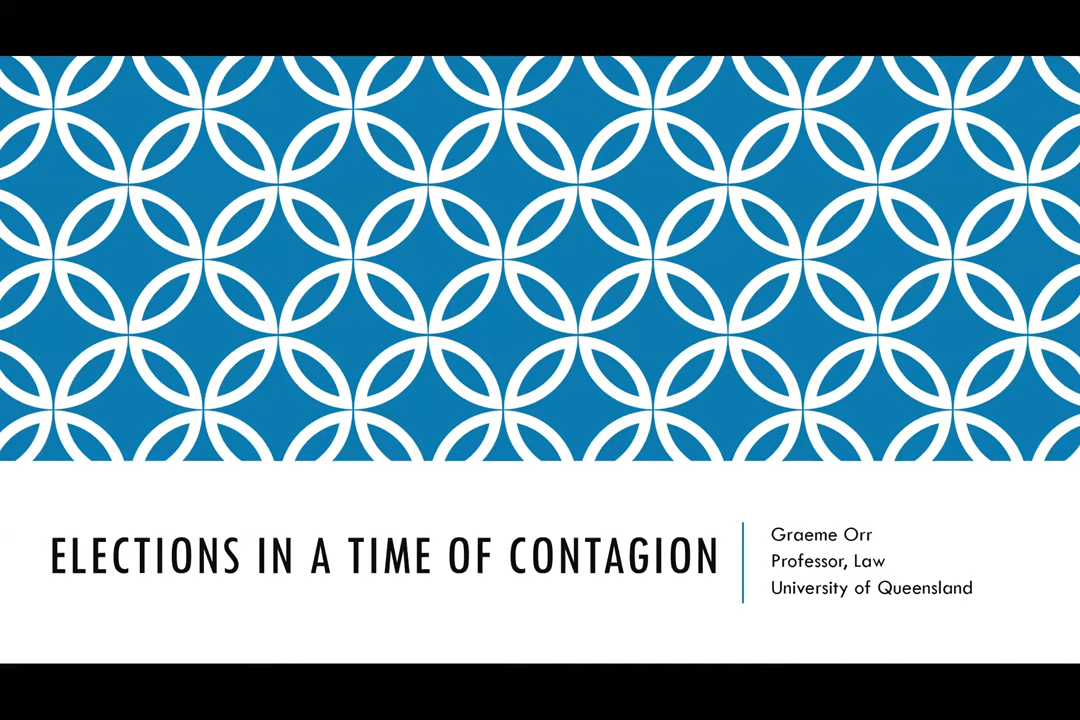 ELECTIONS IN A TIME OF CONTAGION
Graeme Orr
Professor, Law
University of Queensland